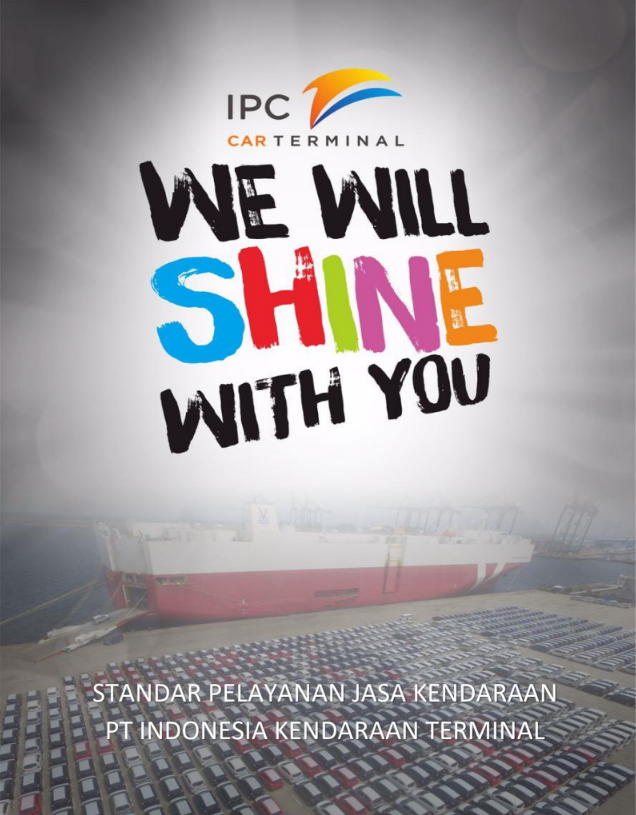 IPC
CAR TERMINAL
WE WILL
SHINE
WITH YOU
STANDAR PELAYANAN JASA KENDARAAN
PT INDONESIA KENDARAAN TERMINAL